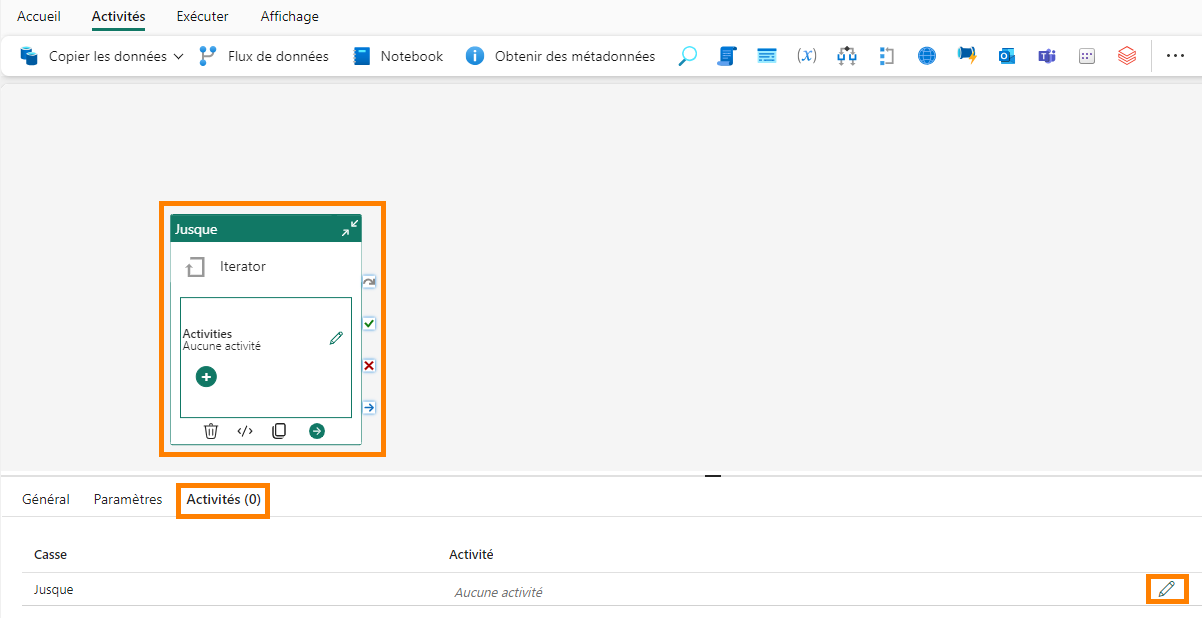 Accueil Activités Exécuter Affichage
Copier les données Flux de données Notebook Obtenir des métadonnées (x)
Jusque
Iterator
Activities
Aucune activité
Général Paramètres Activités (0)
Casse Activité
Jusque Aucune activité